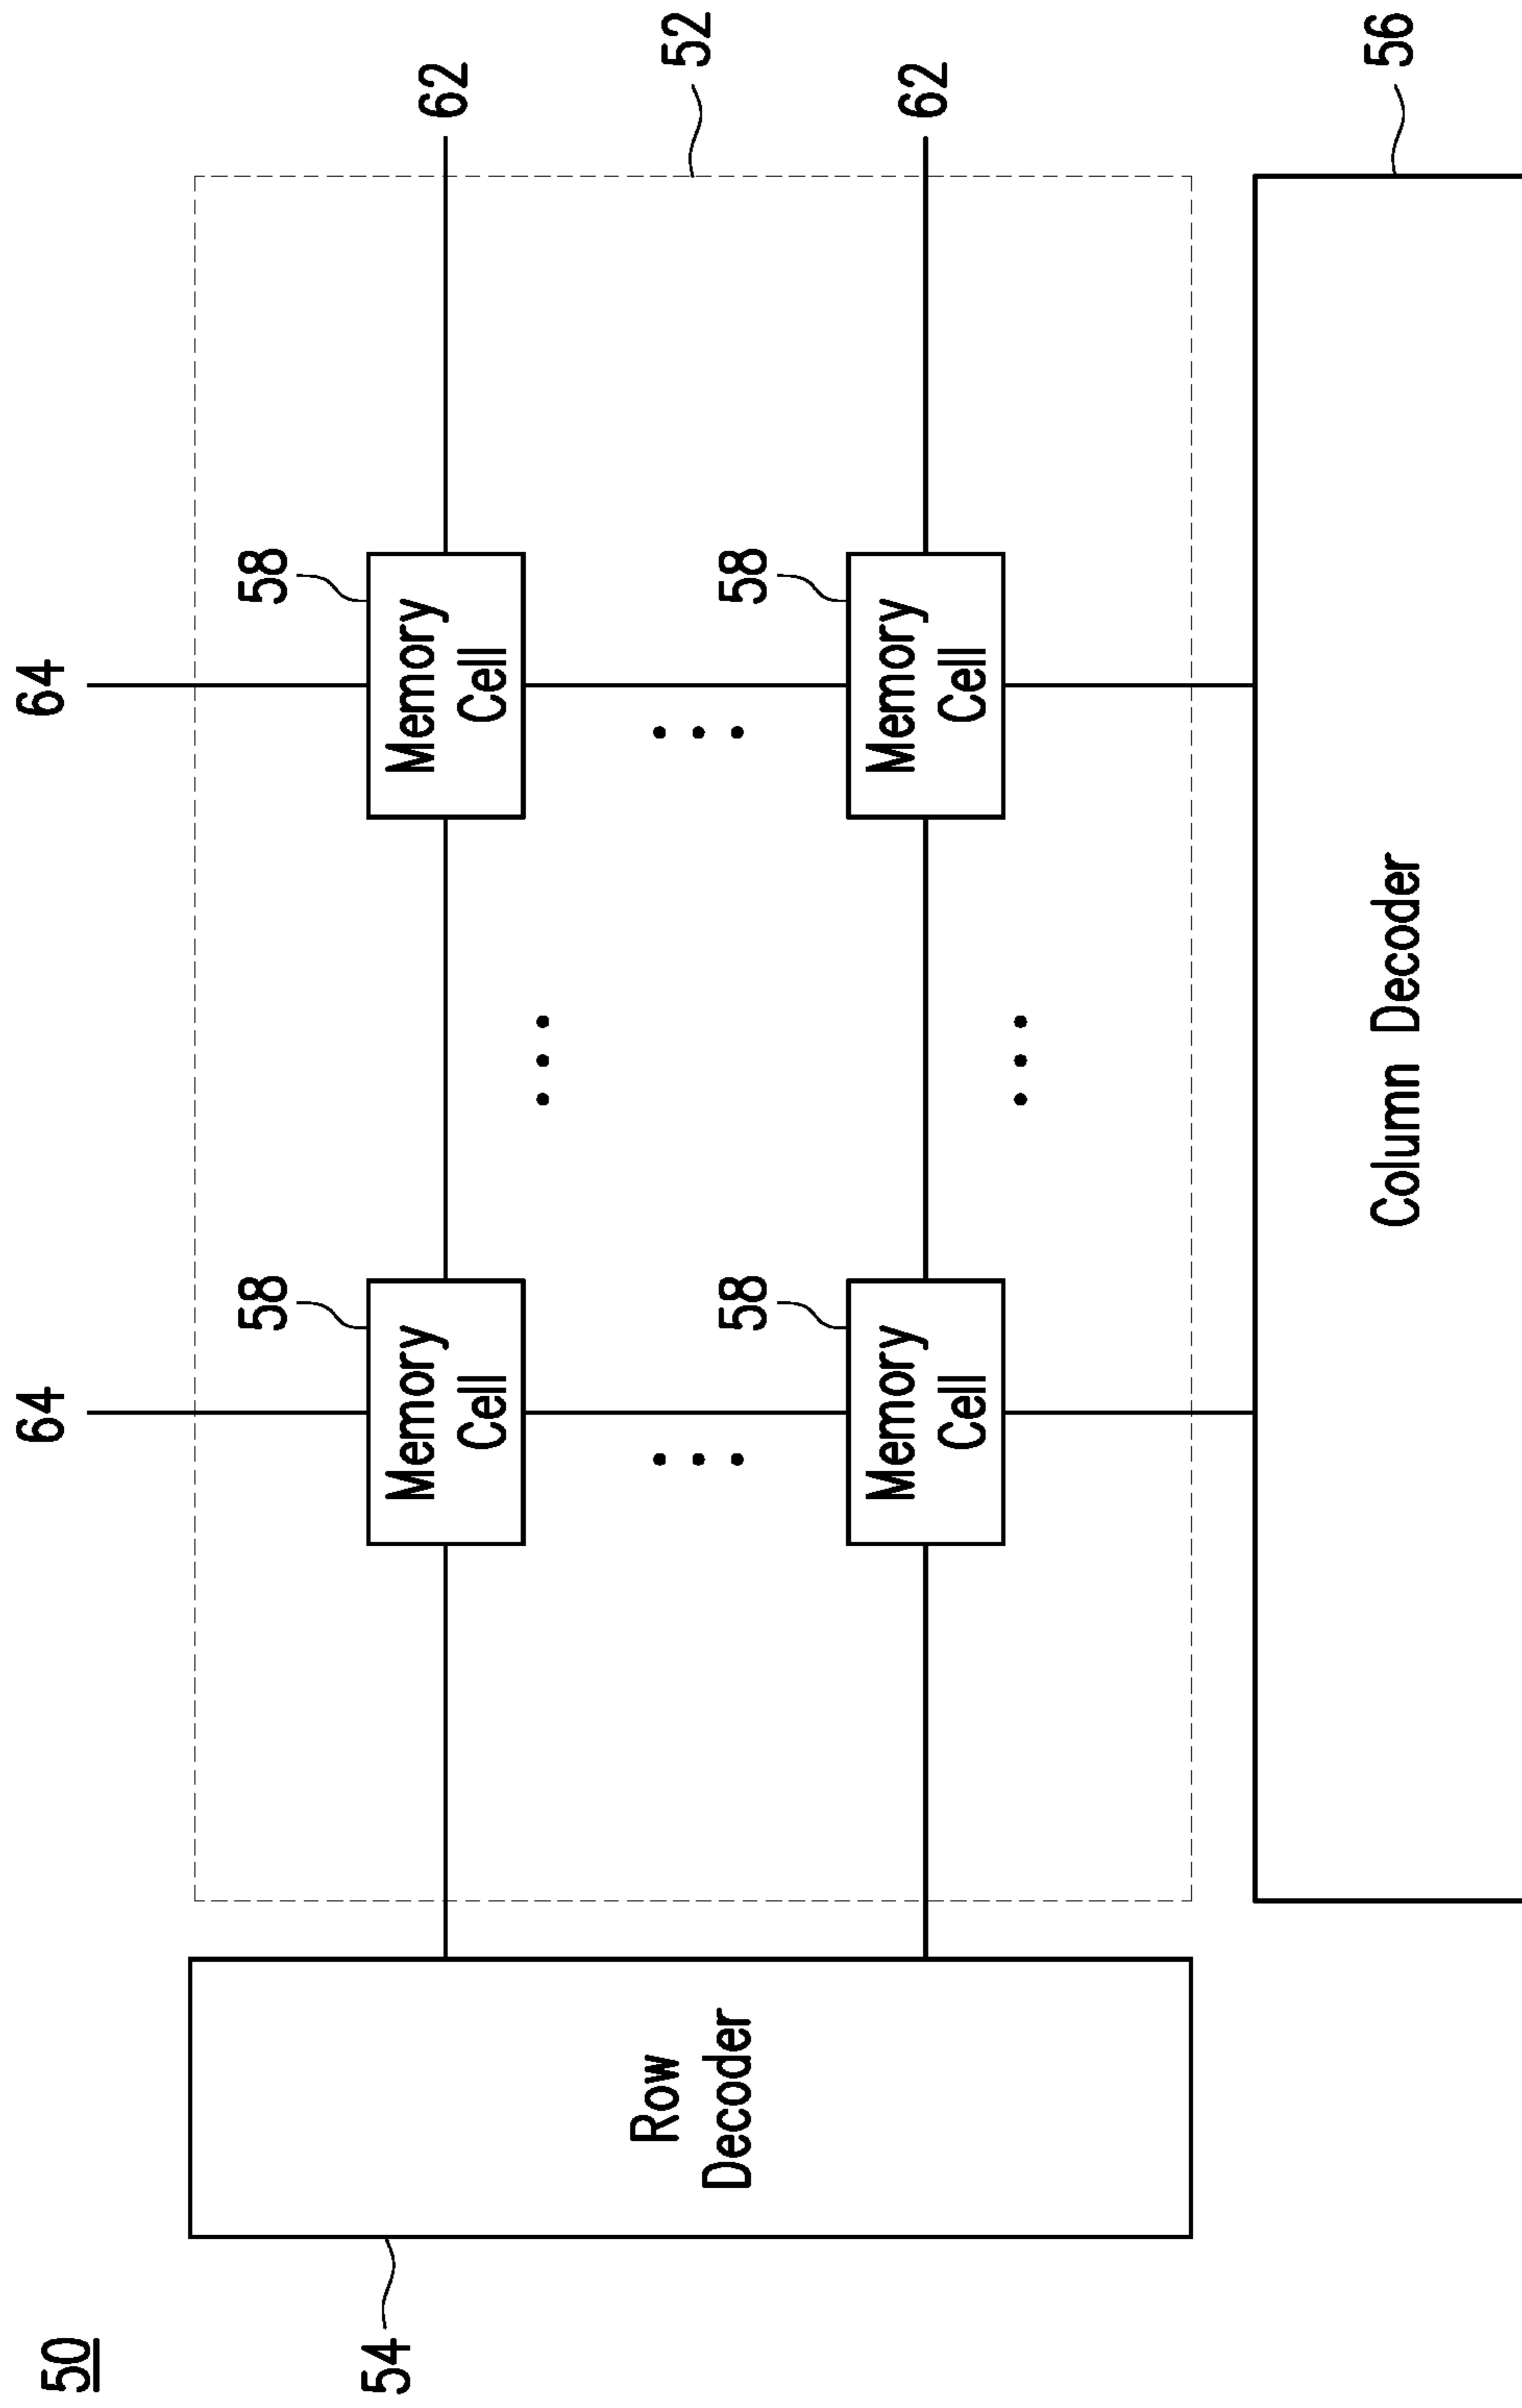 50
64
64
58
58
62
Memory
Cell
Memory
Cell
52
54
Row
Decoder
58
58
62
Memory
Cell
Memory
Cell
Column Decoder
56